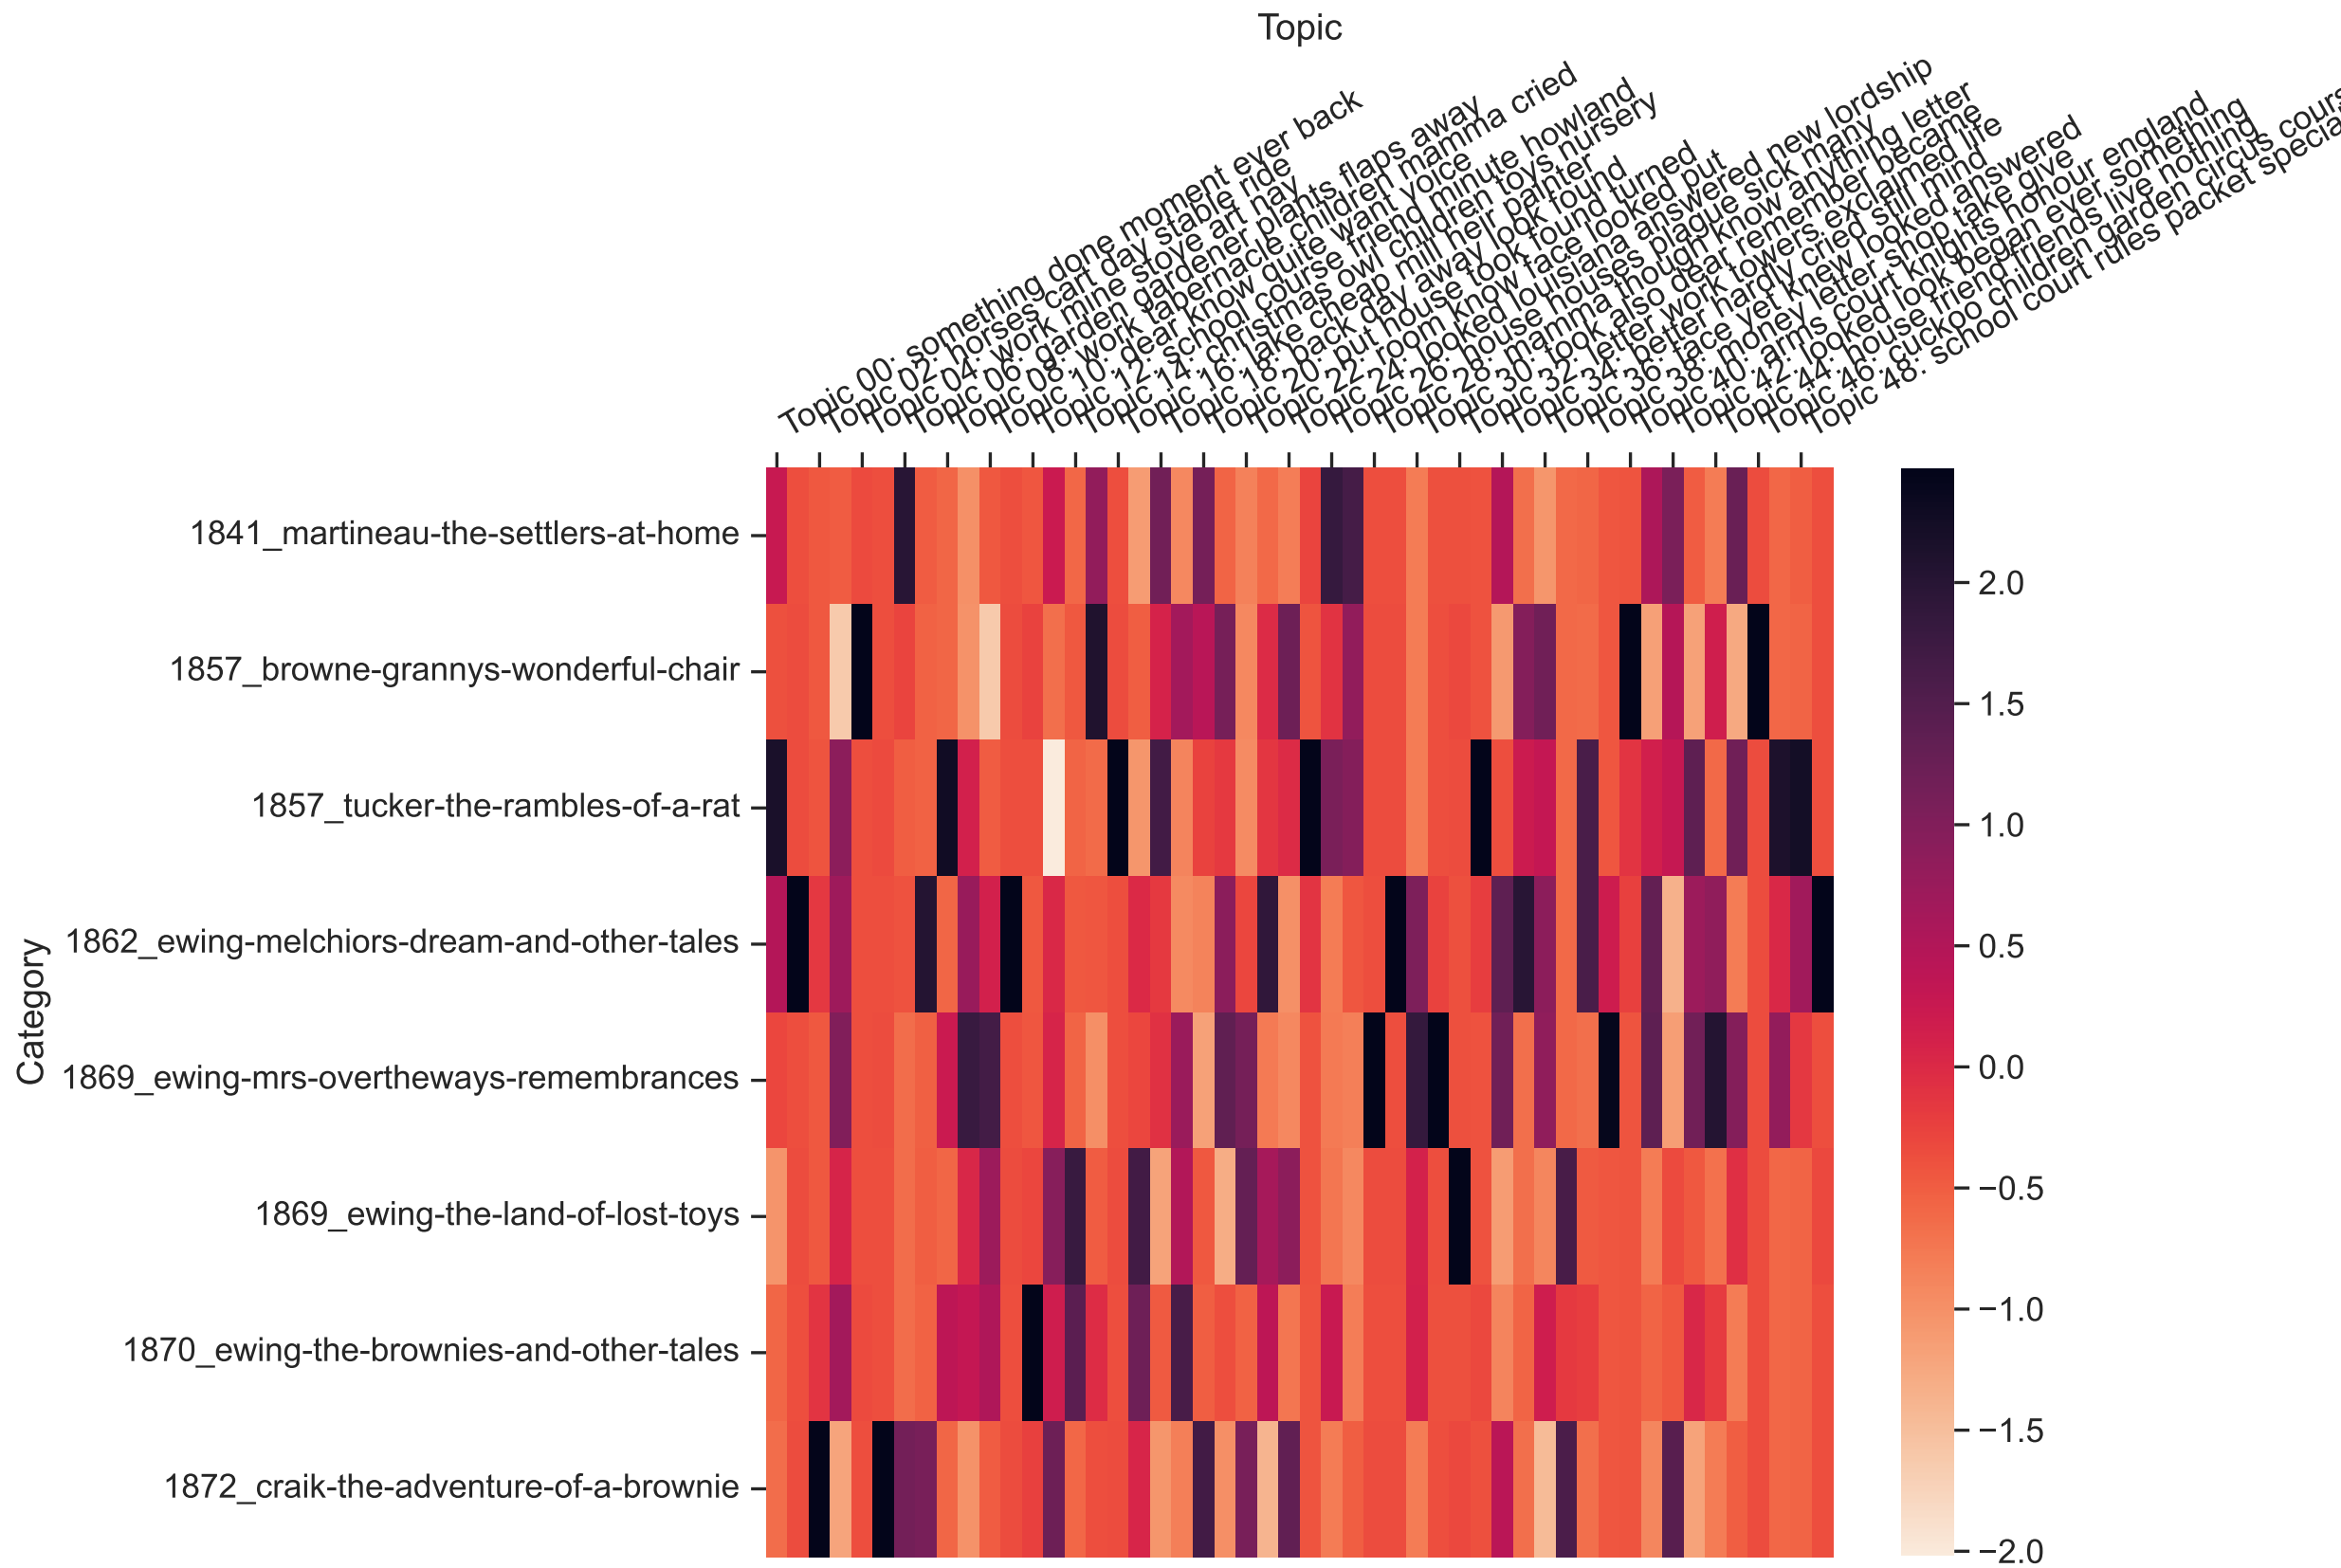 Topic
Topic 00: something done moment ever back
Topic 02: horses cart day stable ride
Topic 04: work mine stove art nay
Topic 06: garden gardener plants flaps away
Topic 08: work tabernacle children mamma cried
Topic 10: dear know quite want voice
Topic 12: school course friend minute howland
Topic 14: christmas owl children toys nursery
Topic 16: lake cheap mill heir painter
Topic 18: back day away look found
Topic 20: put house took found turned
Topic 22: room know face looked put
Topic 24: looked louisiana answered new lordship
Topic 26: house houses plague sick many
Topic 28: mamma though know anything letter
Topic 30: took also dear remember became
Topic 32: letter work towers exclaimed life
Topic 34: better hardly cried still mind
Topic 36: face yet knew looked answered
Topic 38: money letter shop take give
Topic 40: arms court knights honour england
Topic 42: looked look began ever something
Topic 44: house friend friends live nothing
Topic 46: cuckoo children garden circus cours
Topic 48: school court rules packet specia
Category
1841_martineau-the-settlers-at-home
1857_browne-grannys-wonderful-chair
1857_tucker-the-rambles-of-a-rat
1862_ewing-melchiors-dream-and-other-tales
1869_ewing-mrs-overtheways-remembrances
1869_ewing-the-land-of-lost-toys
1870_ewing-the-brownies-and-other-tales
1872_craik-the-adventure-of-a-brownie
2.0
1.5
1.0
0.5
0.0
−0.5
−1.0
−1.5
−2.0